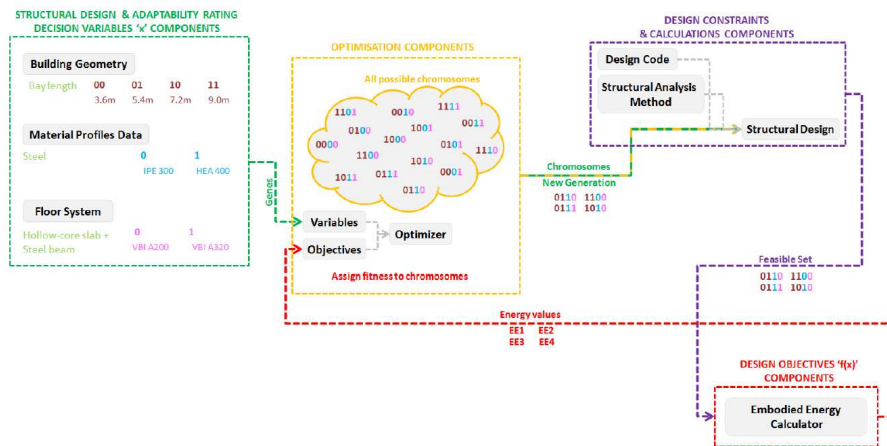 STRUCTURAL DESIGN & ADAPTABILITY RATING
DECISION VARIABLES 'x' COMPONENTS
Building Geometry
Bay length 00 01 10 11
3.6m 5.4m 7.2m 9.0m
Material Profiles Data
Steel 0 1
IPE 300 HEA 400
Floor System
Hollow-core slab +
Steel beam
0 1
VBI A200 VBI A320
Genes
OPTIMISATION COMPONENTS
All possible chromosomes
1101 0010 1111
0100 1001 0011
0000 1000 0101 1110
1100 1010
1011 0111 0001
0110
Variables
Objectives
Optimizer
Assign fitness to chromosomes
Chromosomes
New Generation
0110 1100
0111 1010
DESIGN CONSTRAINTS
& CALCULATIONS COMPONENTS
Design Code
Structural Analysis
Method
Structural Design
Feasible Set
0110 1100
0111 1010
Energy values
EE1 EE2
EE3 EE4
DESIGN OBJECTIVES 'f(x)'
COMPONENTS
Embodied Energy
Calculator